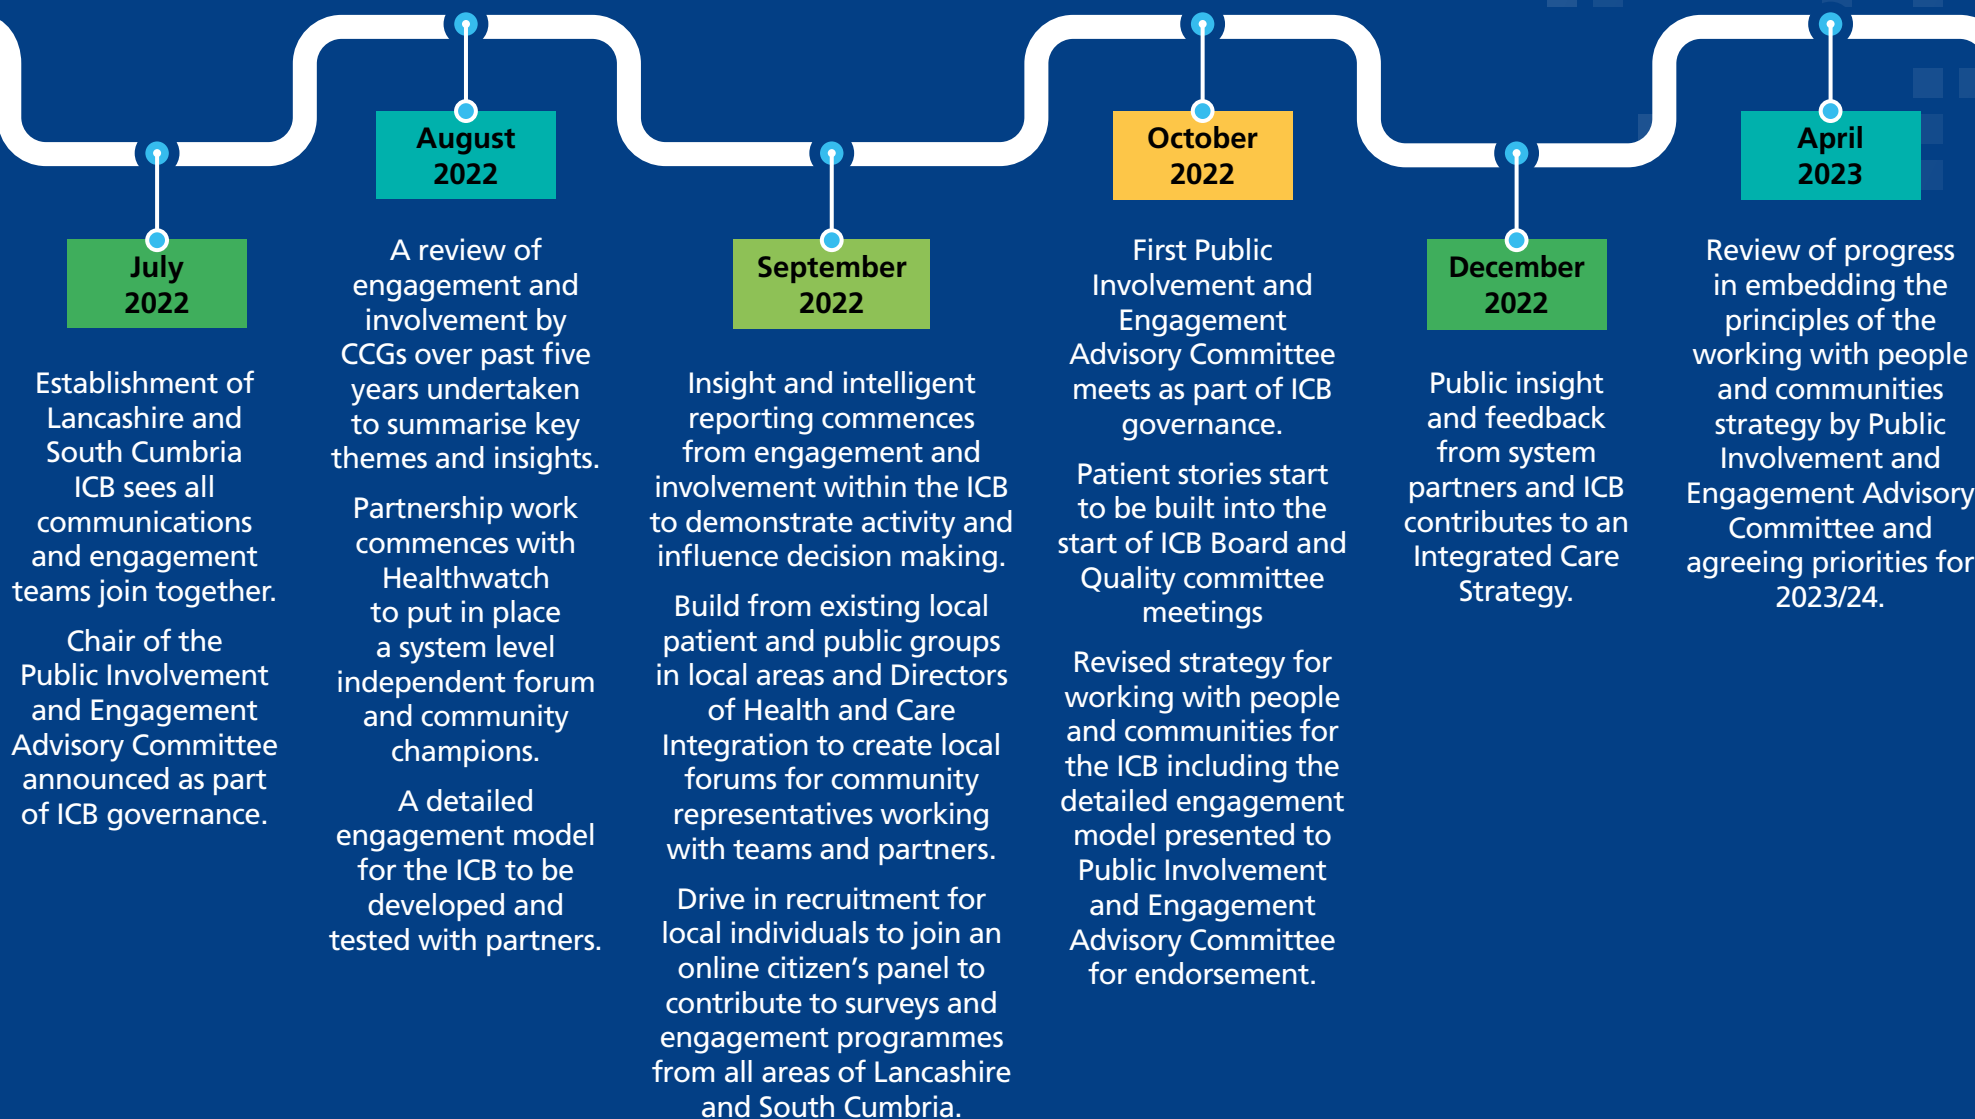 July
2022
Establishment of
Lancashire and
South Cumbria
ICB sees all
communications
and engagement
teams join together.
Chair of the
Public Involvement
and Engagement
Advisory Committee
announced as part
of ICB governance.
August
2022
A review of
engagement and
involvement by
CCGs over past five
years undertaken
to summarise key
themes and insights.
Partnership work
commences with
Healthwatch
to put in place
a system level
independent forum
and community
champions.
A detailed
engagement model
for the ICB to be
developed and
tested with partners.
September
2022
Insight and intelligent
reporting commences
from engagement and
involvement within the ICB
to demonstrate activity and
influence decision making.
Build from existing local
patient and public groups
in local areas and Directors
of Health and Care
Integration to create local
forums for community
representatives working
with teams and partners.
Drive in recruitment for
local individuals to join an
online citizen’s panel to
contribute to surveys and
engagement programmes
from all areas of Lancashire
and South Cumbria.
October
2022
First Public
Involvement and
Engagement
Advisory Committee
meets as part of ICB
governance.
Patient stories start
to be built into the
start of ICB Board and
Quality committee
meetings
Revised strategy for
working with people
and communities for
the ICB including the
detailed engagement
model presented to
Public Involvement
and Engagement
Advisory Committee
for endorsement.
December
2022
Public insight
and feedback
from system
partners and ICB
contributes to an
Integrated Care
Strategy.
April
2023
Review of progress
in embedding the
principles of the
working with people
and communities
strategy by Public
Involvement and
Engagement Advisory
Committee and
agreeing priorities for
2023/24.